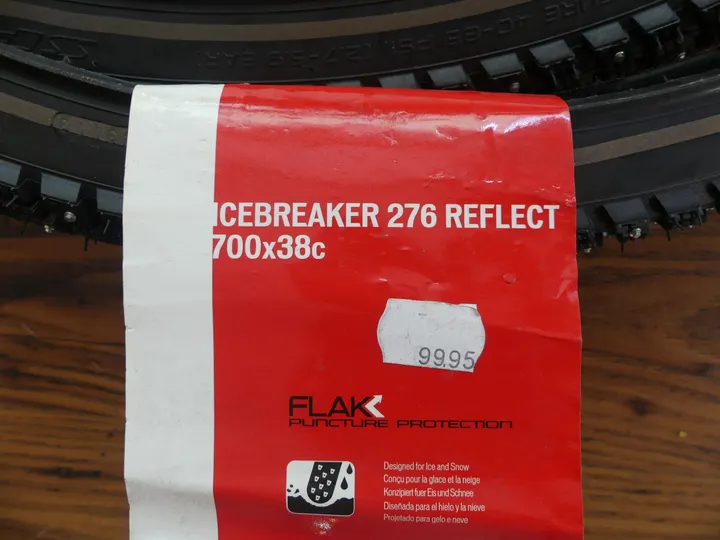 ICEBREAKER 276 REFLECT
700x38c
99.95
FLAK
PUNCTURE PROTECTION
Designed for Ice and Snow
Conçu pour la glace et la neige
Konzipiert fuer Eis und Schnee
Diseñada para el hielo y la nieve
Projetado para gelo e neve